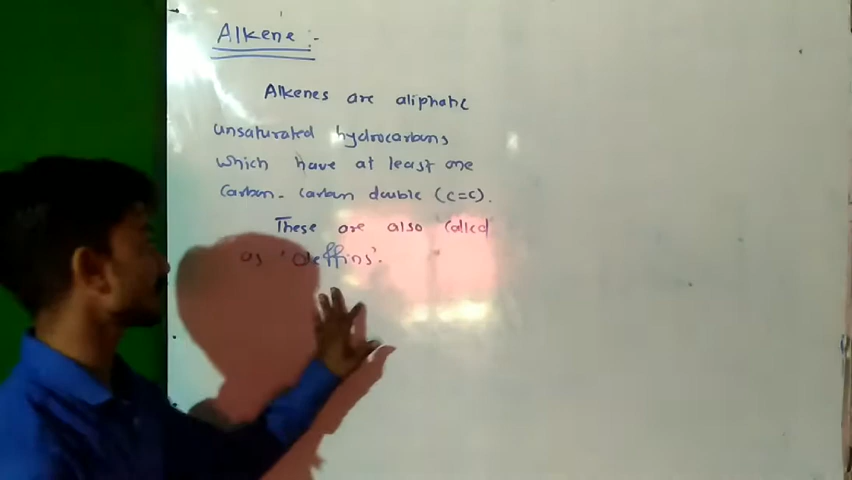 Alkene :-
Alkenes are aliphatic
unsaturated hydrocarbons
which have at least one
Carbon - Carbon double (C=C).
These are also called
as 'oleffins'.